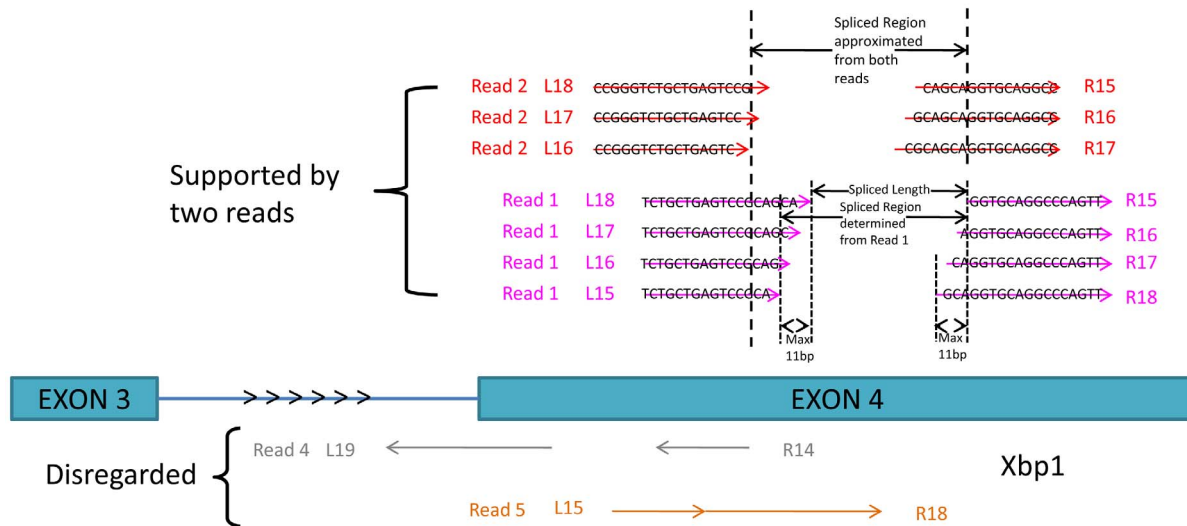 Spliced Region
approximated
from both
reads
Read 2 L18 CCGGGTCTGCTGAGTCCG CAGCAGGTGCAGGCC R15
Read 2 L17 CCGGGTCTGCTGAGTCC GCAGCAGGTGCAGGCC R16
Read 2 L16 CCGGGTCTGCTGAGTC CGCAGCAGGTGCAGGCC R17
Supported by
two reads
Spliced Length
Read 1 L18 TCTGCTGAGTCCGCAGCA GGTGCAGGCCCAGTT R15
Spliced Region
determined
from Read 1
Read 1 L17 TCTGCTGAGTCCGCAGC AGGTGCAGGCCCAGTT R16
Read 1 L16 TCTGCTGAGTCCGCAG CAGGTGCAGGCCCAGTT R17
Read 1 L15 TCTGCTGAGTCCGCA GCAGGTGCAGGCCCAGTT R18
Max
11bp
Max
11bp
EXON 3 EXON 4
Read 4 L19 R14
Disregarded
Xbp1
Read 5 L15 R18